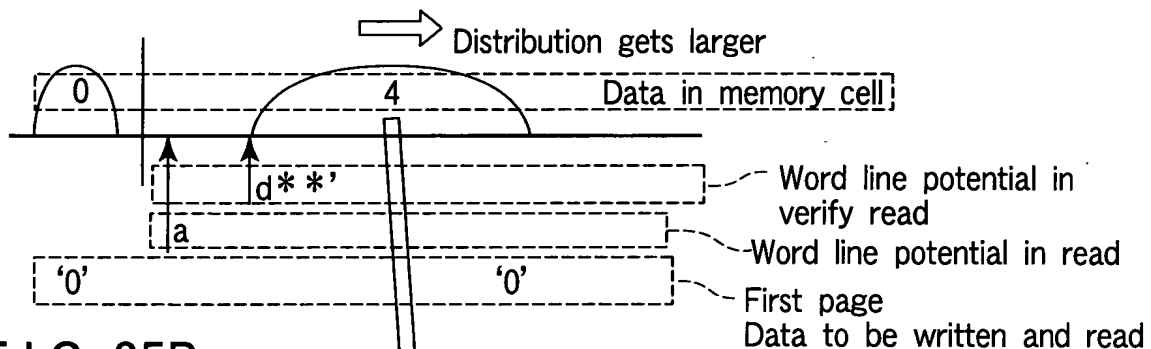 Distribution gets larger
0 4 Data in memory cell
d**’
Word line potential in
verify read
a
Word line potential in read
‘0’ ‘0’
First page
Data to be written and read